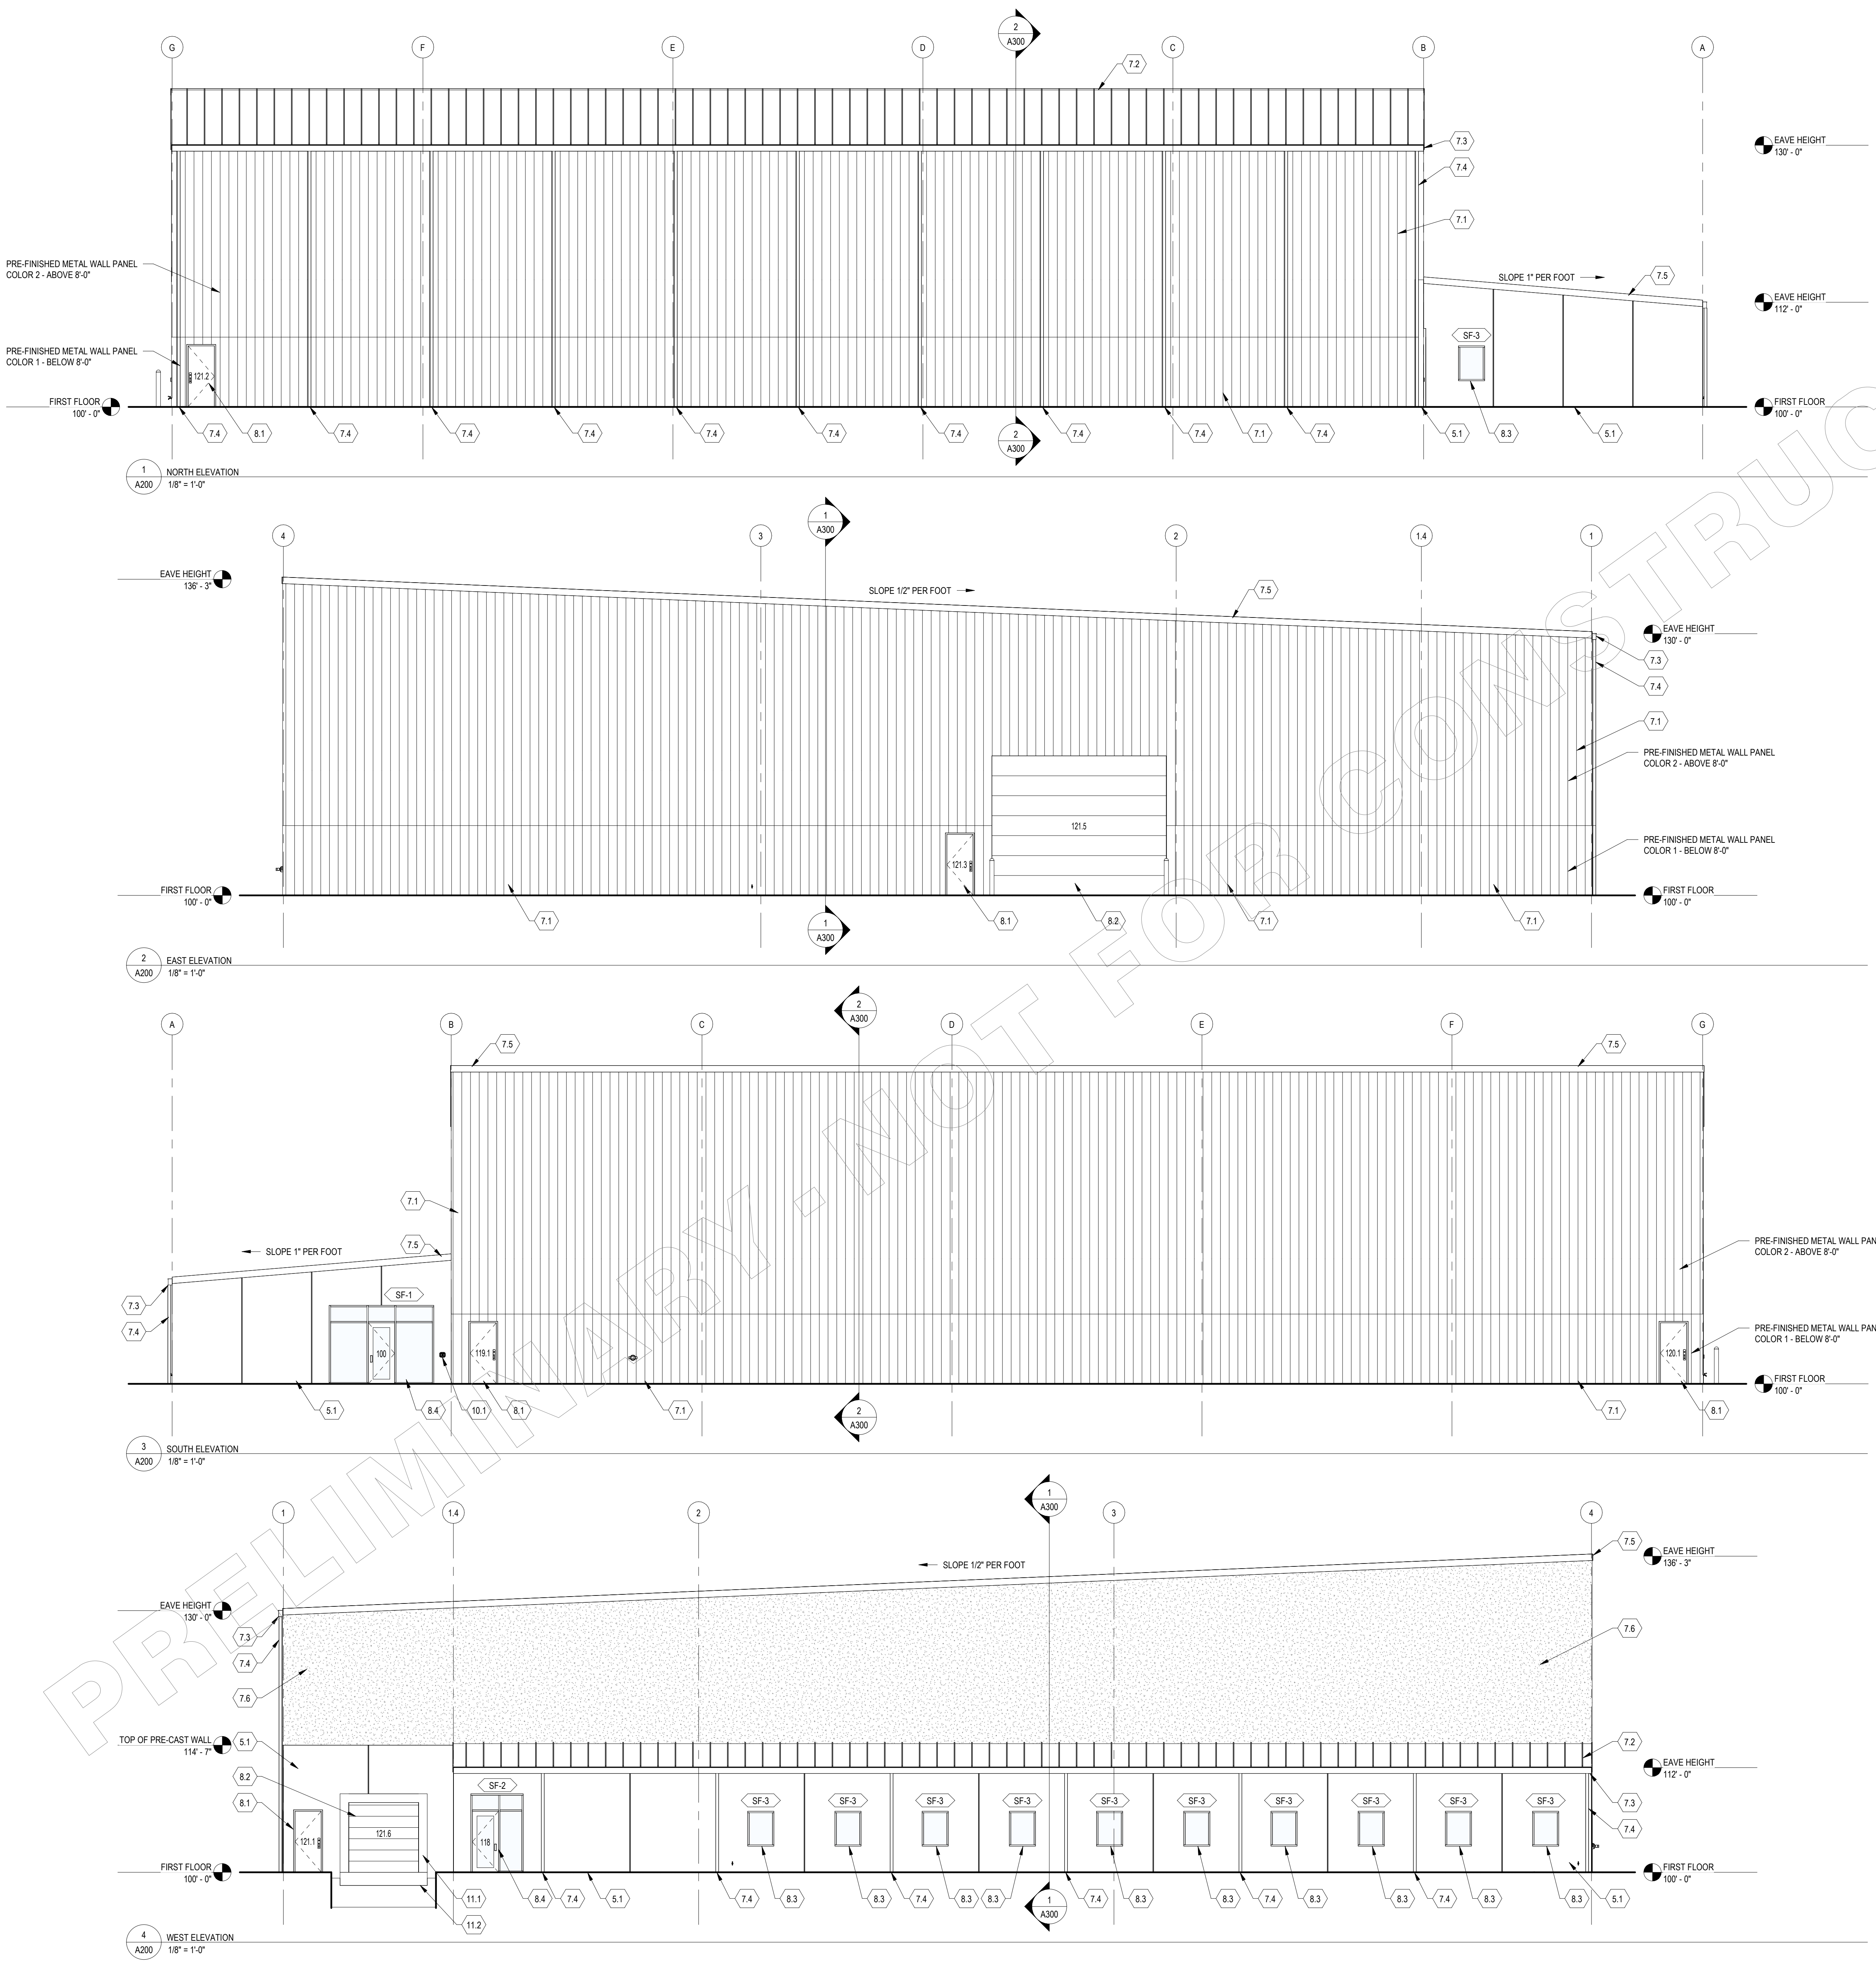 G
F
E
D
2
A300
C
B
A
7.2
7.3
EAVE HEIGHT
130' - 0"
7.4
7.1
PRE-FINISHED METAL WALL PANEL
COLOR 2 - ABOVE 8'-0"
SLOPE 1" PER FOOT
7.5
EAVE HEIGHT
112' - 0"
SF-3
PRE-FINISHED METAL WALL PANEL
COLOR 1 - BELOW 8'-0"
121.2
FIRST FLOOR
100' - 0"
FIRST FLOOR
100' - 0"
7.4
8.1
7.4
7.4
7.4
7.4
7.4
7.4
2
A300
7.4
7.4
7.1
7.4
5.1
8.3
5.1
1
A200
NORTH ELEVATION
1/8" = 1'-0"
4
3
1
A300
2
1.4
1
EAVE HEIGHT
136' - 3"
SLOPE 1/2" PER FOOT
7.5
EAVE HEIGHT
130' - 0"
7.3
7.4
7.1
PRE-FINISHED METAL WALL PANEL
COLOR 2 - ABOVE 8'-0"
121.5
PRE-FINISHED METAL WALL PANEL
COLOR 1 - BELOW 8'-0"
121.3
FIRST FLOOR
100' - 0"
FIRST FLOOR
100' - 0"
7.1
1
A300
8.1
8.2
7.1
7.1
2
A200
EAST ELEVATION
1/8" = 1'-0"
A
B
C
2
A300
D
E
F
G
7.5
7.5
7.1
SLOPE 1" PER FOOT
7.5
PRE-FINISHED METAL WALL PAN
COLOR 2 - ABOVE 8'-0"
SF-1
7.3
7.4
PRE-FINISHED METAL WALL PAN
COLOR 1 - BELOW 8'-0"
100
119.1
120.1
FIRST FLOOR
100' - 0"
5.1
8.4
10.1
8.1
7.1
2
A300
7.1
8.1
3
A200
SOUTH ELEVATION
1/8" = 1'-0"
1
1.4
2
1
A300
3
4
7.5
EAVE HEIGHT
136' - 3"
SLOPE 1/2" PER FOOT
EAVE HEIGHT
130' - 0"
7.3
7.4
7.6
7.6
TOP OF PRE-CAST WALL
114' - 7"
5.1
7.2
EAVE HEIGHT
112' - 0"
8.2
SF-2
SF-3
SF-3
SF-3
SF-3
SF-3
SF-3
SF-3
SF-3
SF-3
SF-3
7.3
8.1
7.4
121.1
121.6
118
FIRST FLOOR
100' - 0"
FIRST FLOOR
100' - 0"
11.1
8.4
7.4
5.1
7.4
8.3
8.3
7.4
8.3
8.3
1
A300
7.4
8.3
8.3
7.4
8.3
8.3
7.4
8.3
8.3
5.1
11.2
4
A200
WEST ELEVATION
1/8" = 1'-0"
PRELIMINARY - NOT FOR CONSTRUC